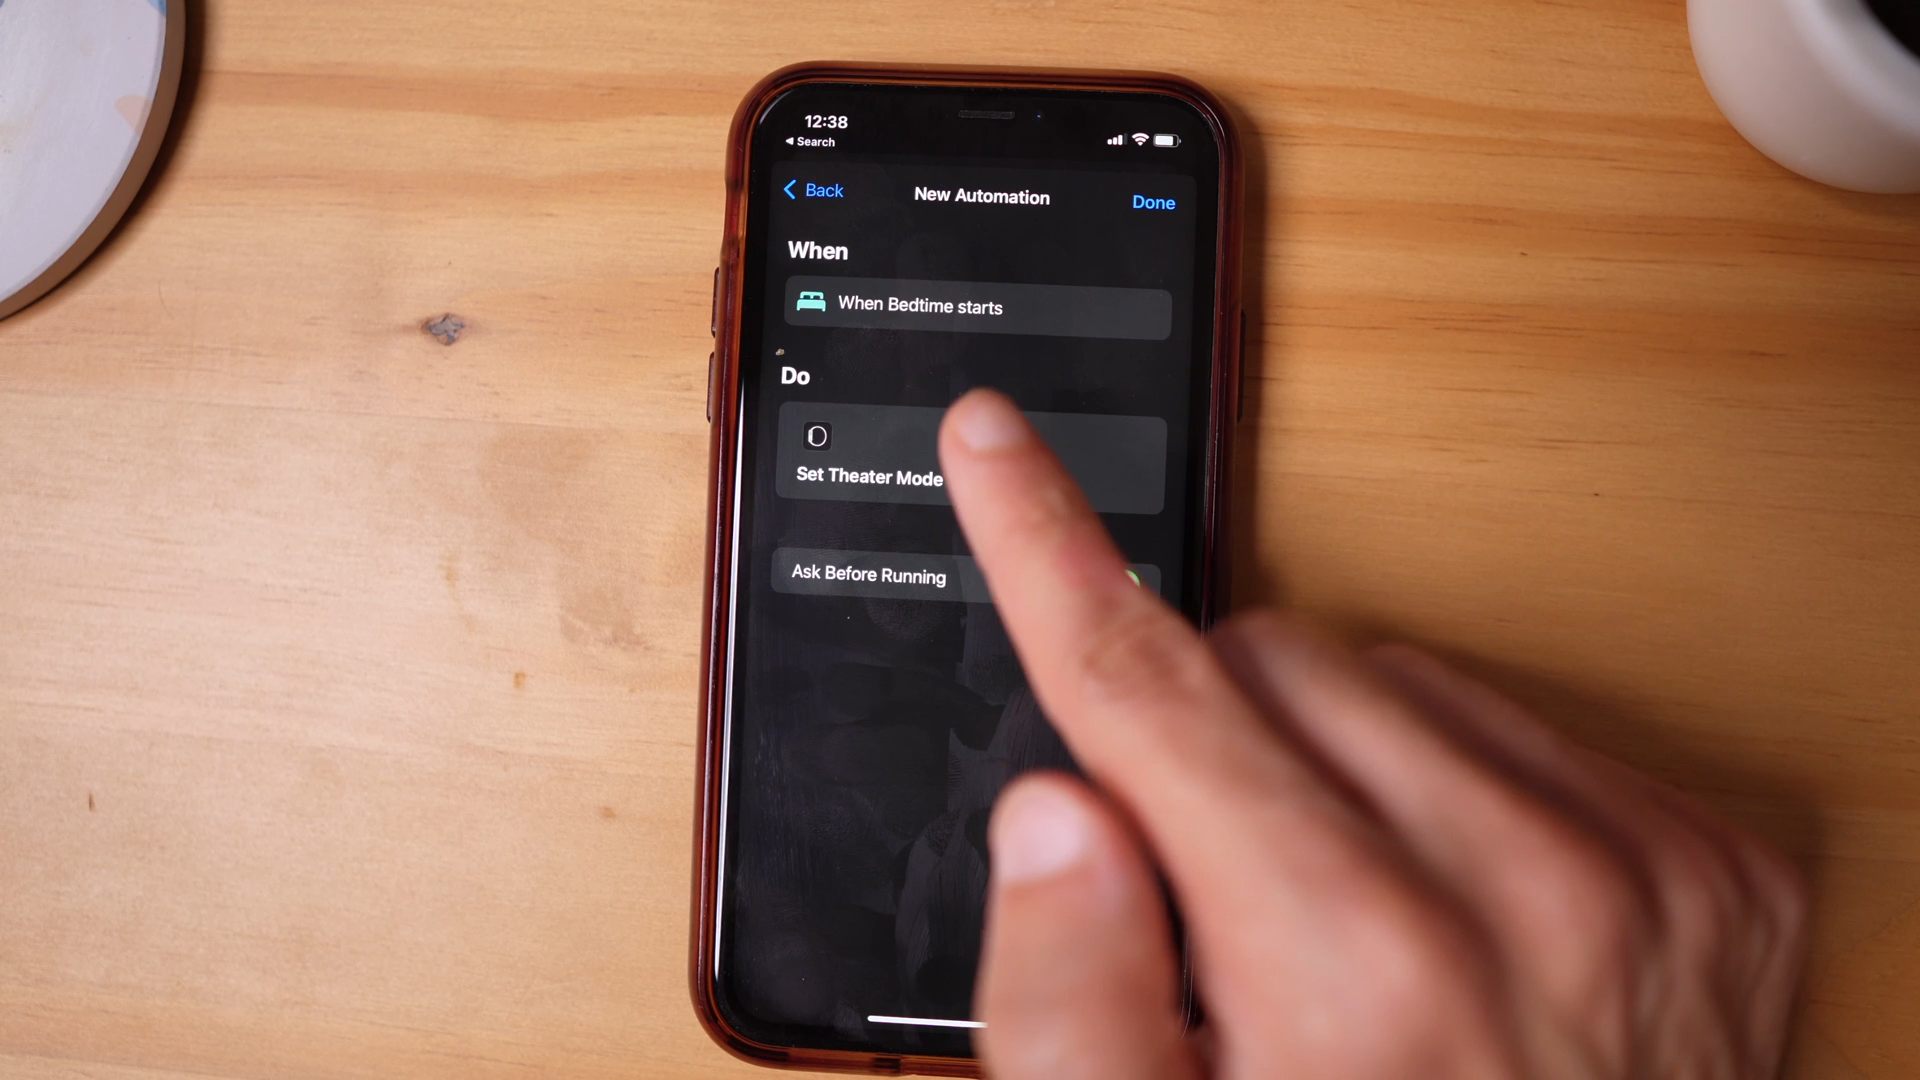 12:38
Search
Back
New Automation
Done
When
When Bedtime starts
Do
Set Theater Mode
Ask Before Running